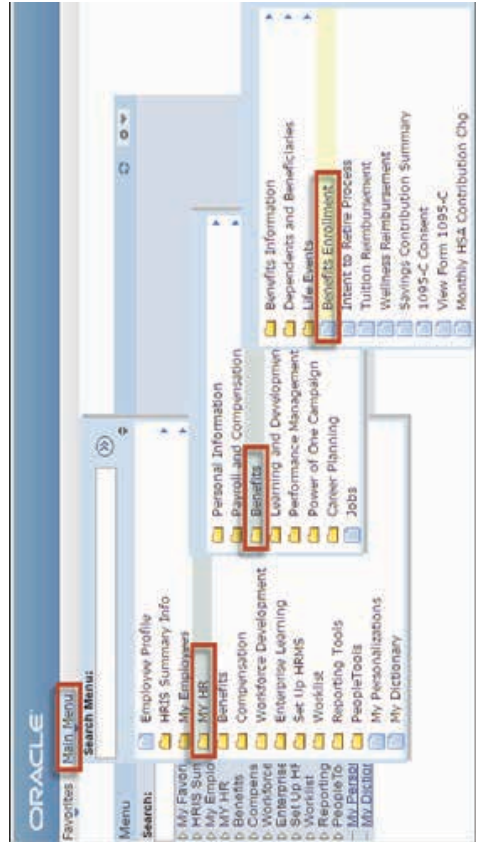 ORACLE
Favorites Main Menu
Search Menu:
Menu
Search:
My Favori
HRIS Sum
My Emplo
MY HR
Benefits
Compens
Workforce
Enterprise
Set Up HF
Worklist
Reporting
PeopleTo
My Person
My Diction
Employee Profile
HRIS Summary Info
My Employees
MY HR
Benefits
Compensation
Workforce Development
Enterprise Learning
Set Up HRMS
Worklist
Reporting Tools
PeopleTools
My Personalizations
My Dictionary
Personal Information
Payroll and Compensation
Benefits
Learning and Developmen
Performance Management
Power of One Campaign
Career Planning
Jobs
Benefits Information
Dependents and Beneficiaries
Life Events
Benefits Enrollment
Intent to Retire Process
Tuition Reimbursement
Wellness Reimbursement
Savings Contribution Summary
1095-C Consent
View Form 1095-C
Monthly HSA Contribution Chg